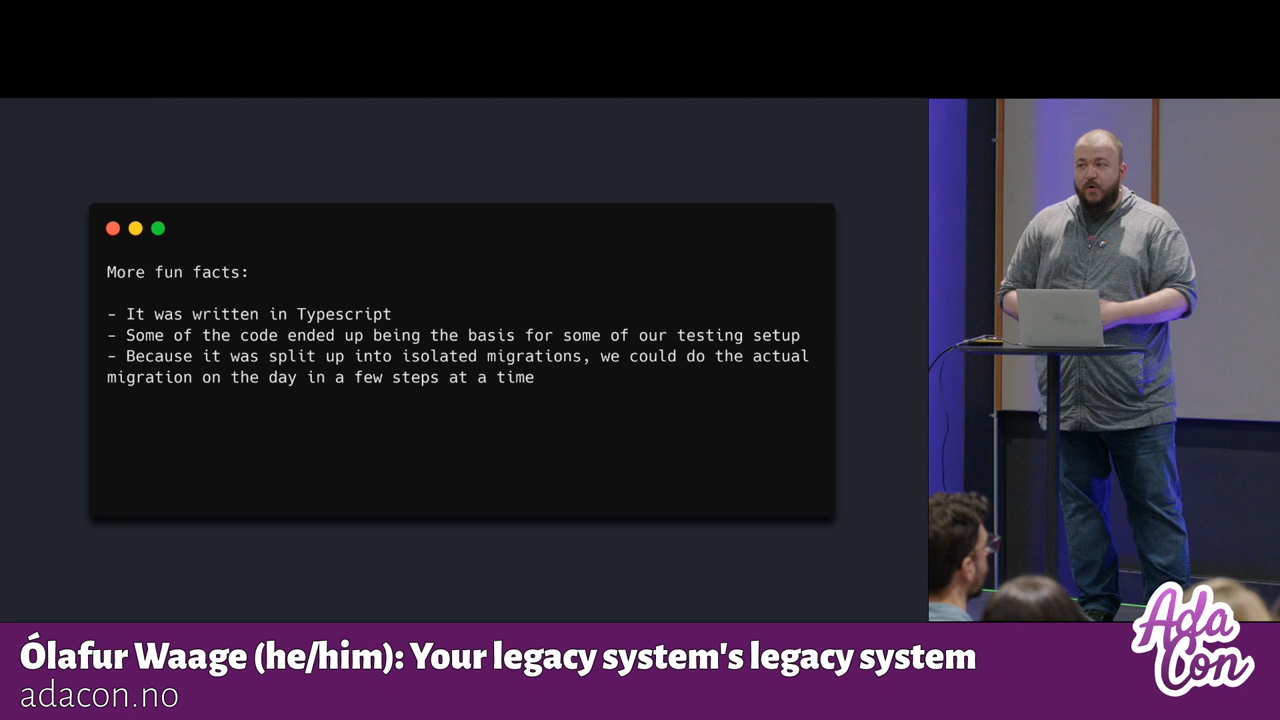 More fun facts:
- It was written in Typescript
- Some of the code ended up being the basis for some of our testing setup
- Because it was split up into isolated migrations, we could do the actual
migration on the day in a few steps at a time
Ólafur Waage (he/him): Your legacy system's legacy system
adacon.no
Ada
Con